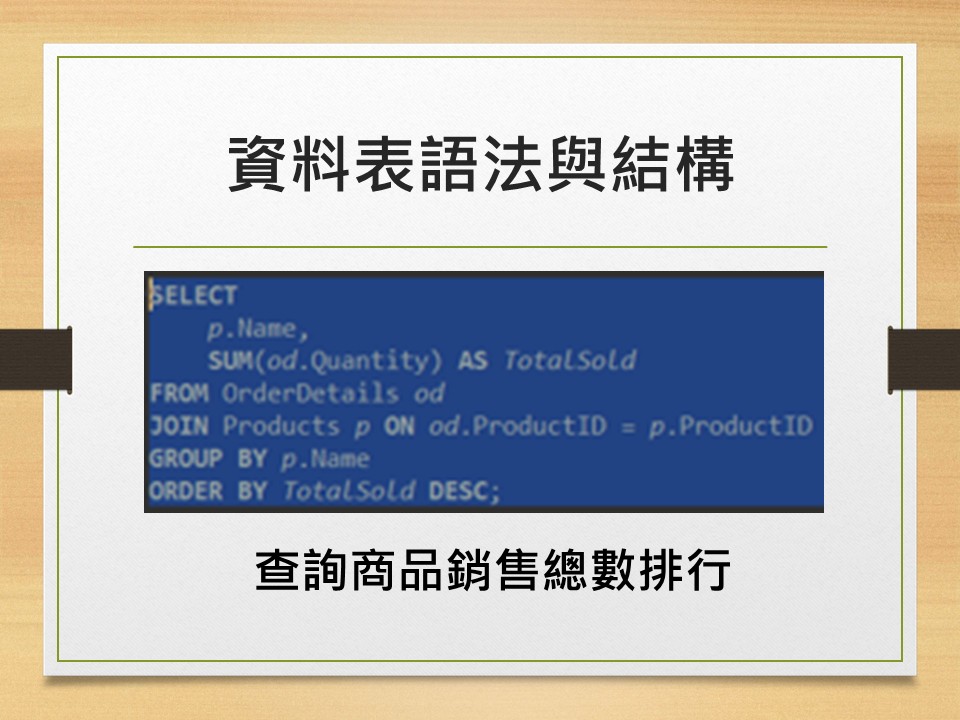 資料表語法與結構
SELECT
    p.Name,
    SUM(od.Quantity) AS TotalSold
FROM OrderDetails od
JOIN Products p ON od.ProductID = p.ProductID
GROUP BY p.Name
ORDER BY TotalSold DESC;
查詢商品銷售總數排行